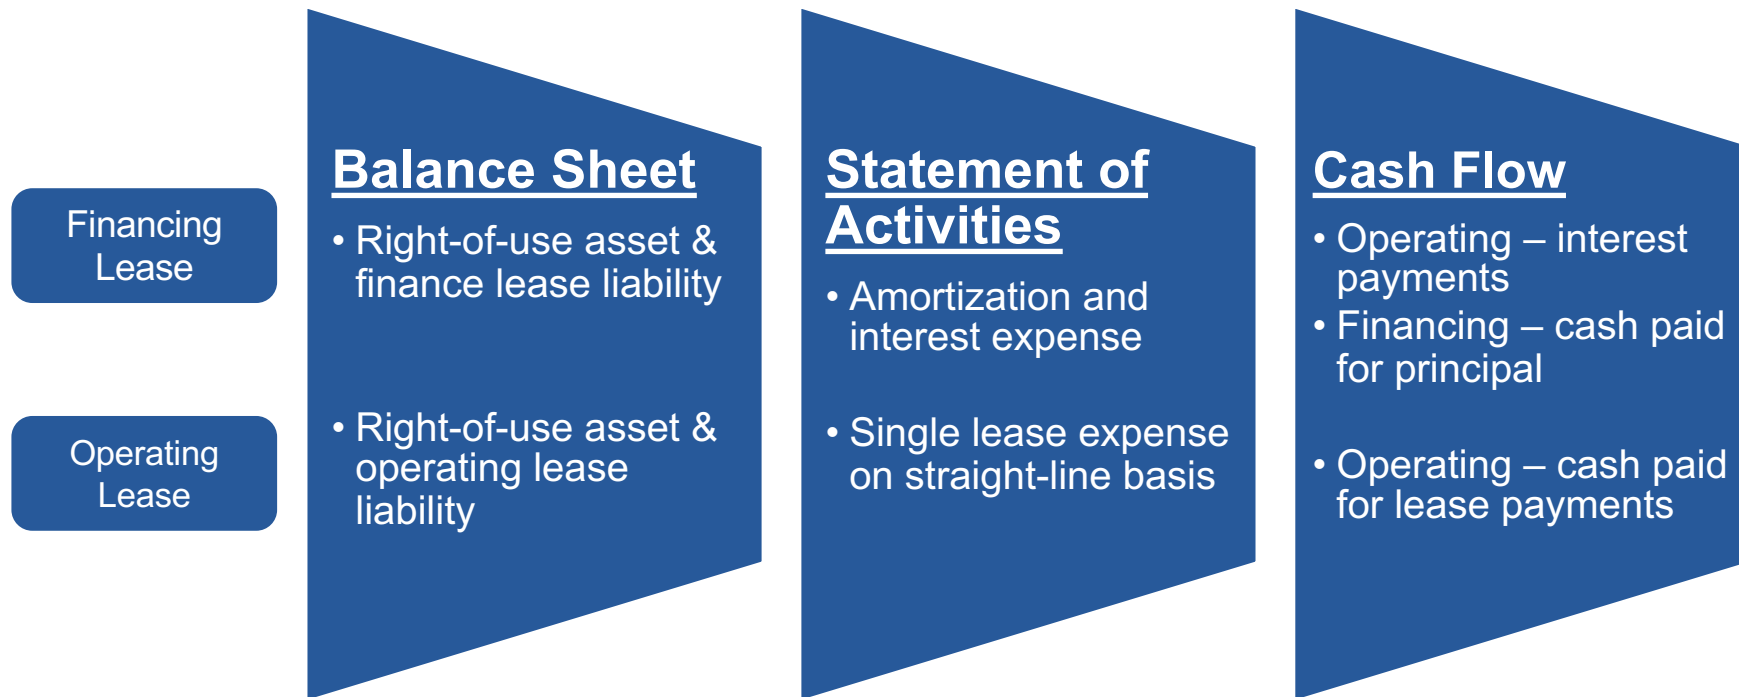 Financing
Lease
Operating
Lease
Balance Sheet
• Right-of-use asset &
finance lease liability
• Right-of-use asset &
operating lease
liability
Statement of
Activities
• Amortization and
interest expense
• Single lease expense
on straight-line basis
Cash Flow
• Operating – interest
payments
• Financing – cash paid
for principal
• Operating – cash paid
for lease payments